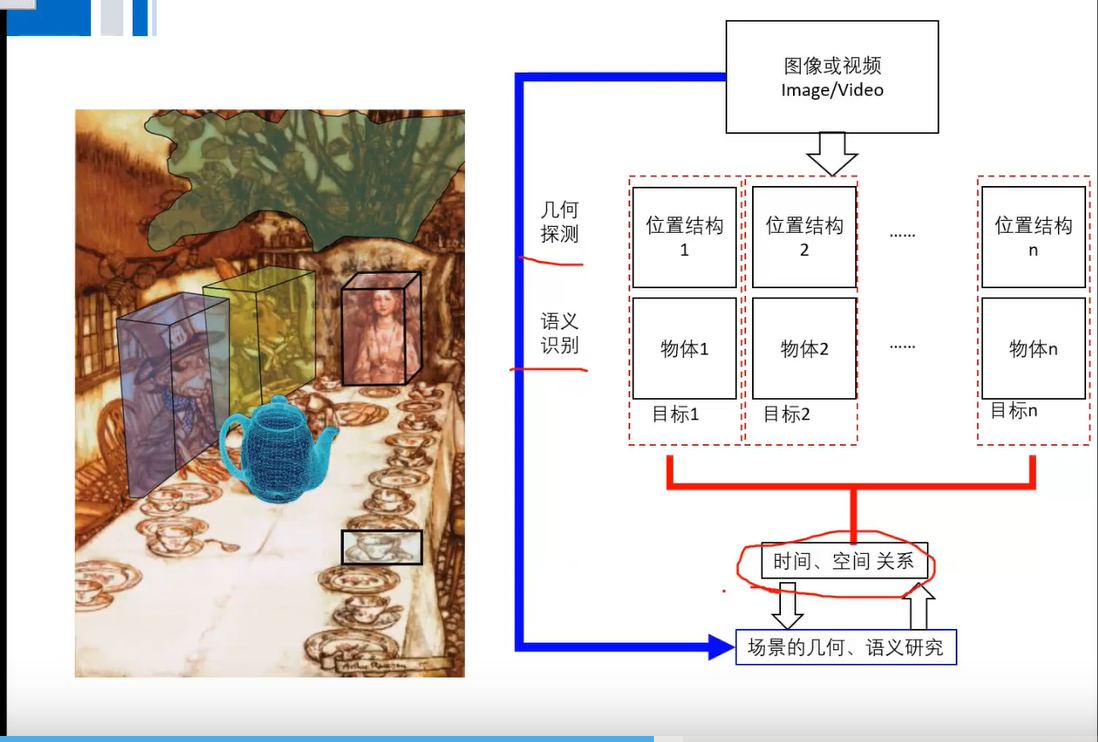 图像或视频
Image/Video
几何
探测
位置结构
1
位置结构
2
……
位置结构
n
语义
识别
物体1
物体2
……
物体n
目标1
目标2
目标n
时间、空间 关系
场景的几何、语义研究